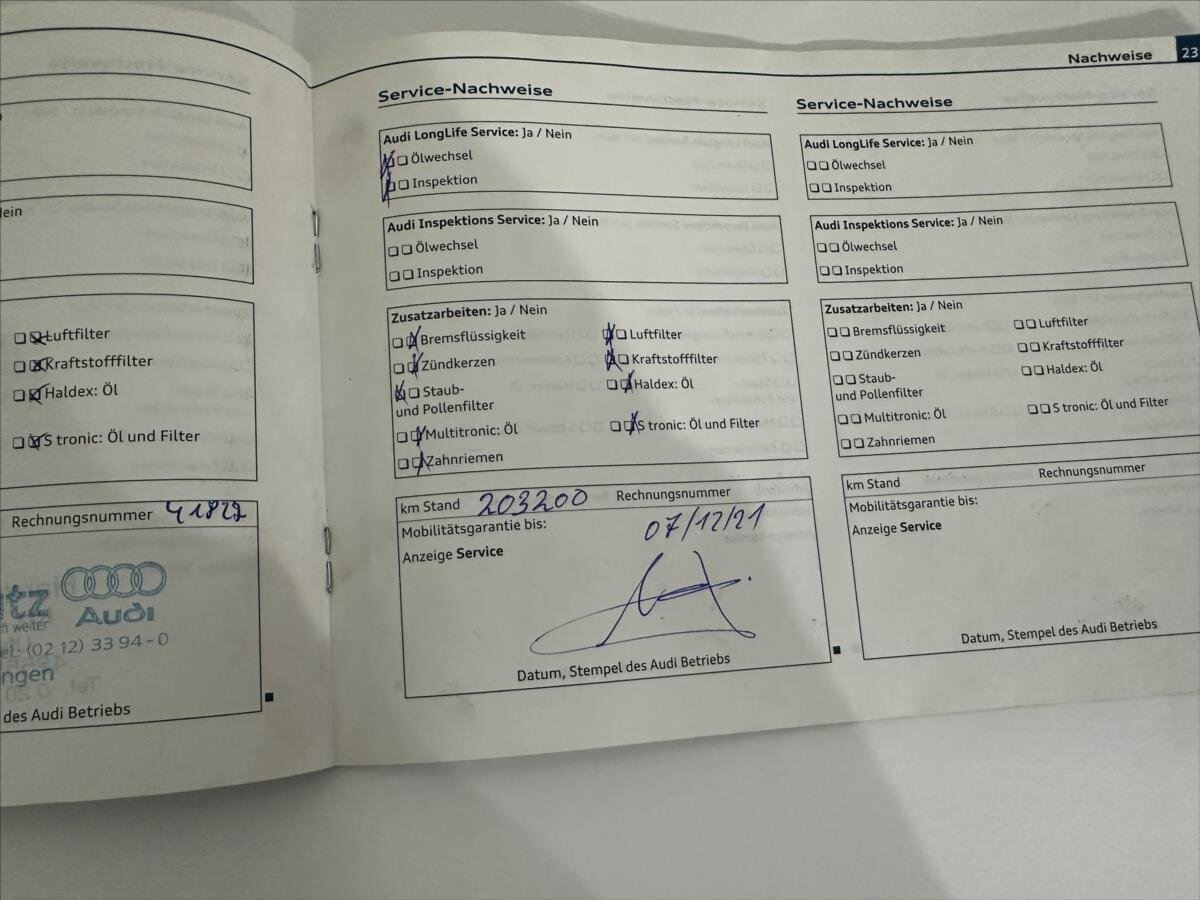 Nachweise 23
lein
Luftfilter
Kraftstofffilter
Haldex: Öl
S tronic: Öl und Filter
Rechnungsnummer 41822
itz
Audi
h weiter
el.: (02 12) 33 94-0
ngen
des Audi Betriebs
Service-Nachweise
Audi LongLife Service: Ja / Nein
Ölwechsel
Inspektion
Audi Inspektions Service: Ja / Nein
Ölwechsel
Inspektion
Zusatzarbeiten: Ja / Nein
Bremsflüssigkeit Luftfilter
Zündkerzen Kraftstofffilter
Staub- Haldex: Öl
und Pollenfilter
Multitronic: Öl S tronic: Öl und Filter
Zahnriemen
km Stand 203200 Rechnungsnummer
Mobilitätsgarantie bis: 07/12/21
Anzeige Service
Datum, Stempel des Audi Betriebs
Service-Nachweise
Audi LongLife Service: Ja / Nein
Ölwechsel
Inspektion
Audi Inspektions Service: Ja / Nein
Ölwechsel
Inspektion
Zusatzarbeiten: Ja / Nein
Bremsflüssigkeit Luftfilter
Zündkerzen Kraftstofffilter
Staub- Haldex: Öl
und Pollenfilter
Multitronic: Öl S tronic: Öl und Filter
Zahnriemen
km Stand Rechnungsnummer
Mobilitätsgarantie bis:
Anzeige Service
Datum, Stempel des Audi Betriebs